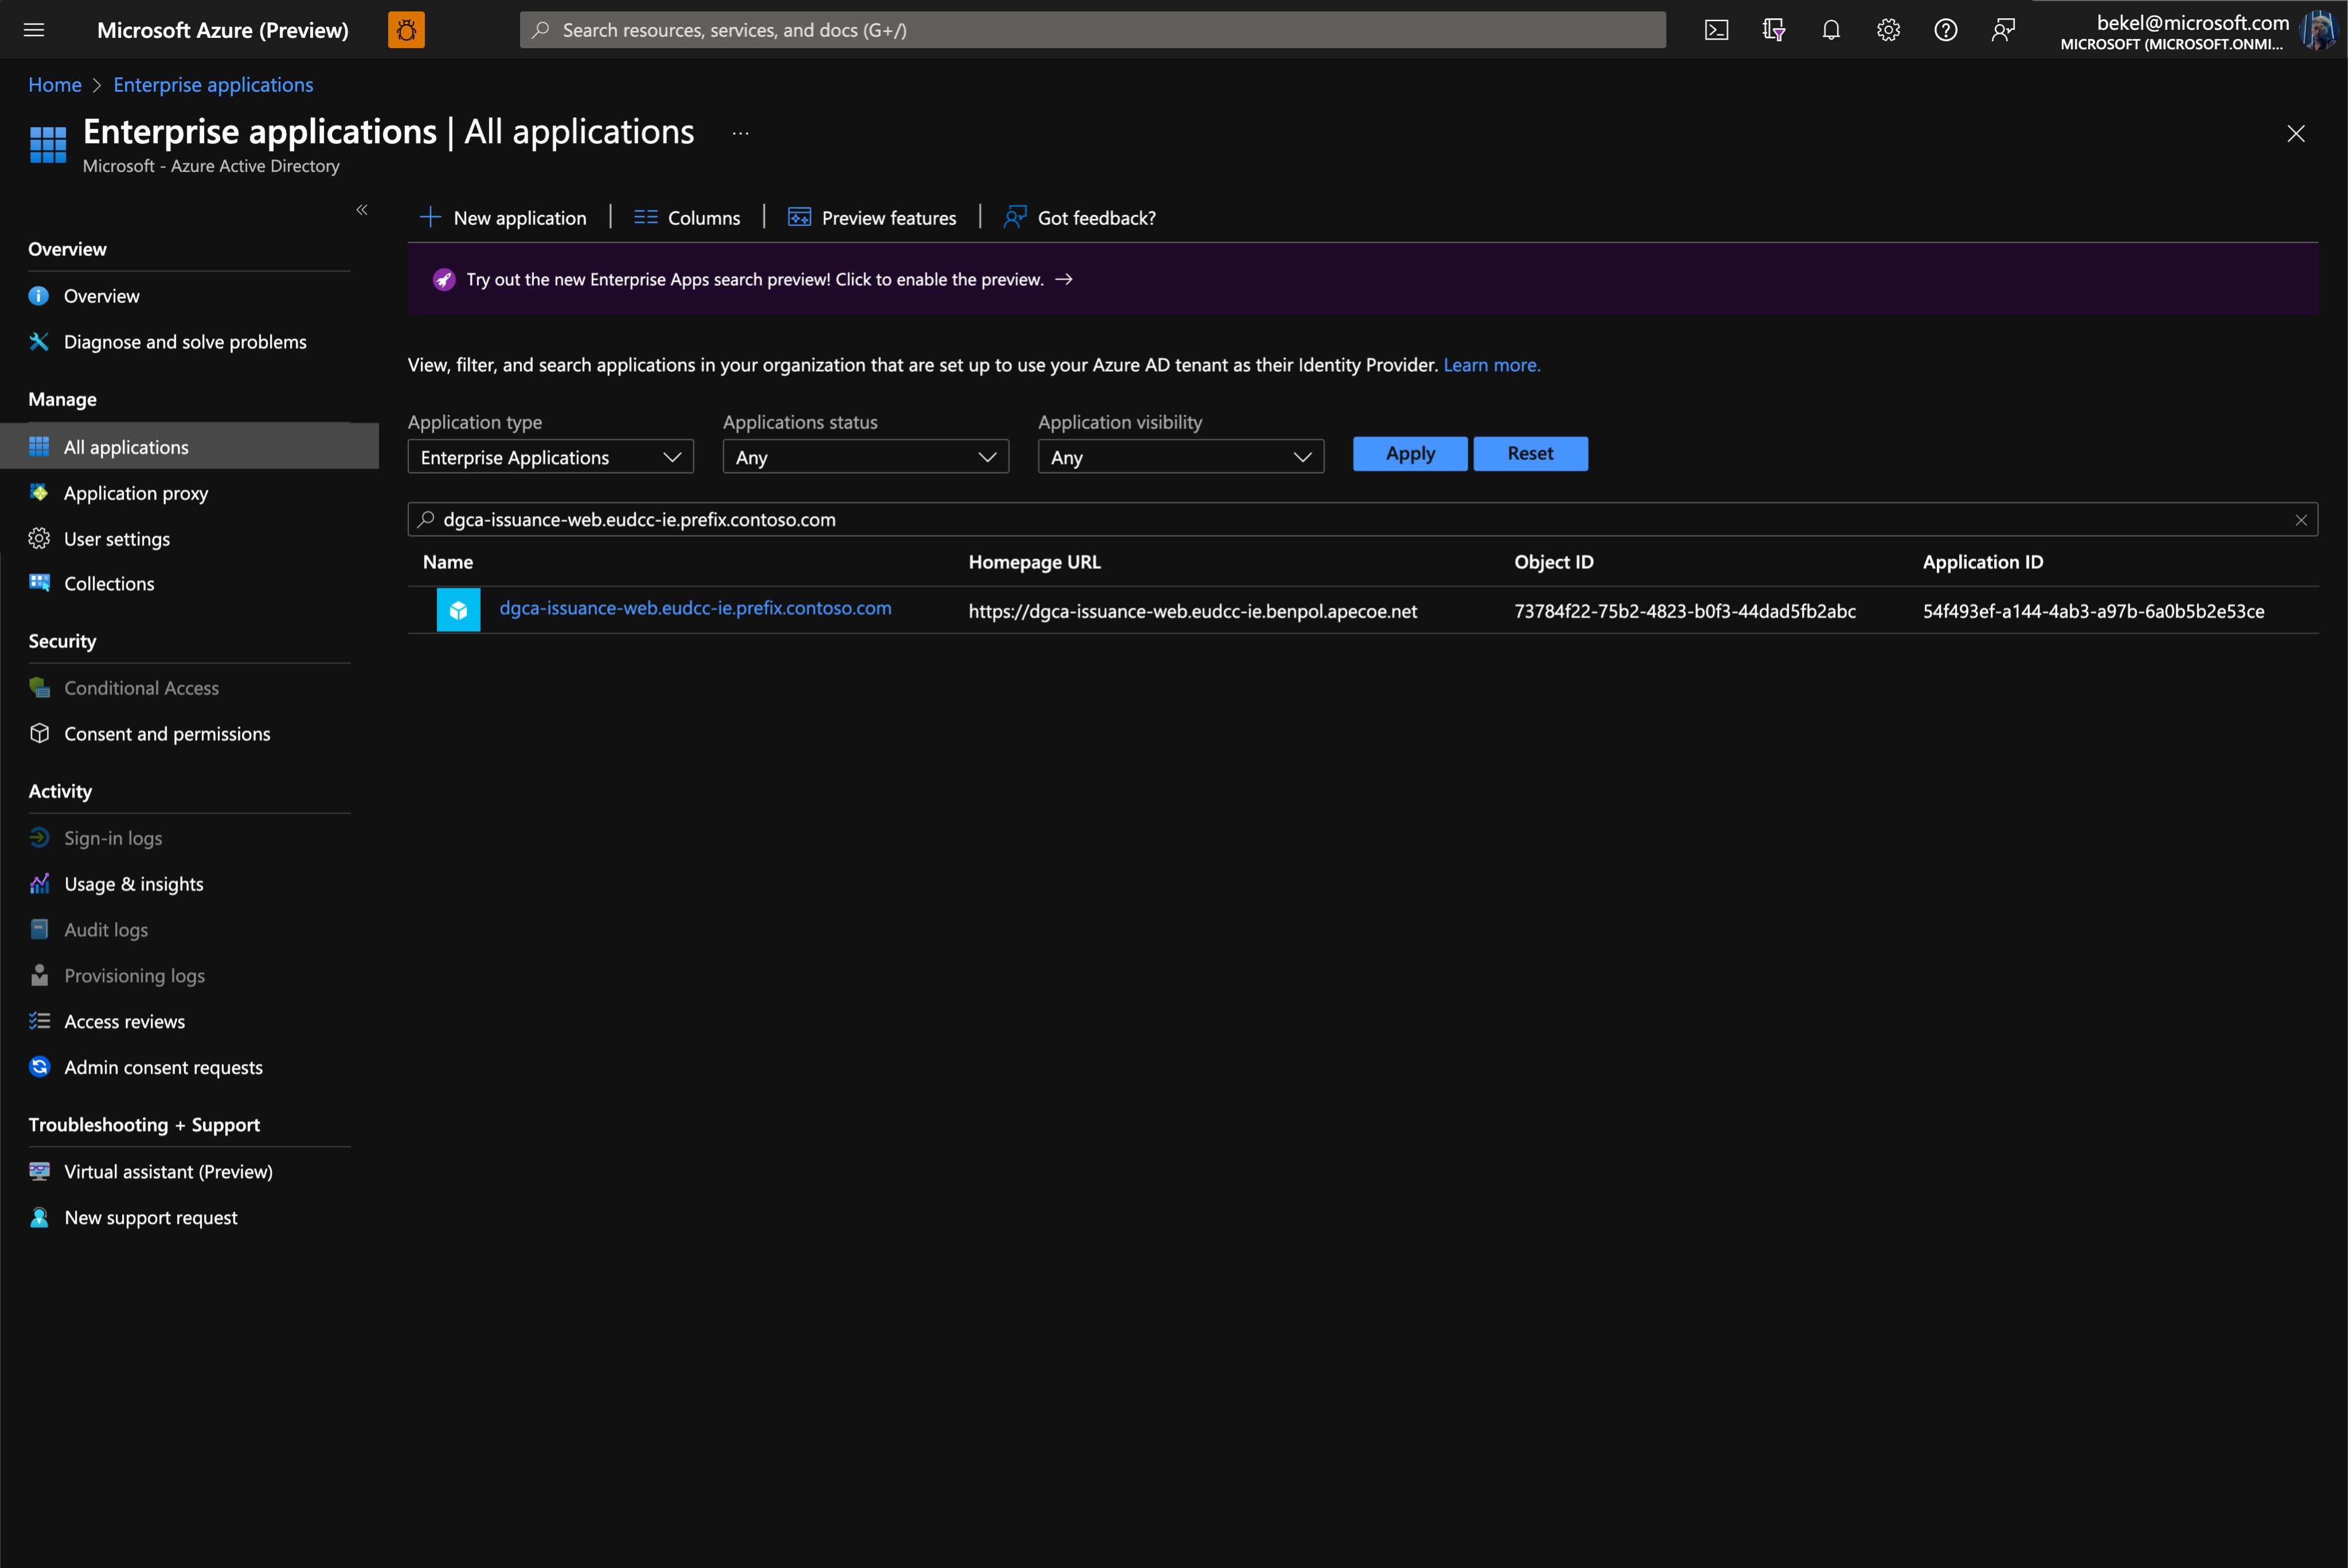 Microsoft Azure (Preview)
Search resources, services, and docs (G+/)
bekel@microsoft.com
MICROSOFT (MICROSOFT.ONMI...
Home > Enterprise applications
Enterprise applications | All applications ...
Microsoft - Azure Active Directory
Overview
Overview
Diagnose and solve problems
Manage
All applications
Application proxy
User settings
Collections
Security
Conditional Access
Consent and permissions
Activity
Sign-in logs
Usage & insights
Audit logs
Provisioning logs
Access reviews
Admin consent requests
Troubleshooting + Support
Virtual assistant (Preview)
New support request
New application | Columns | Preview features | Got feedback?
Try out the new Enterprise Apps search preview! Click to enable the preview. →
View, filter, and search applications in your organization that are set up to use your Azure AD tenant as their Identity Provider. Learn more.
Application type Applications status Application visibility
Enterprise Applications Any Any Apply Reset
dgca-issuance-web.eudcc-ie.prefix.contoso.com
Name Homepage URL Object ID Application ID
dgca-issuance-web.eudcc-ie.prefix.contoso.com https://dgca-issuance-web.eudcc-ie.benpol.apecoe.net 73784f22-75b2-4823-b0f3-44dad5fb2abc 54f493ef-a144-4ab3-a97b-6a0b5b2e53ce